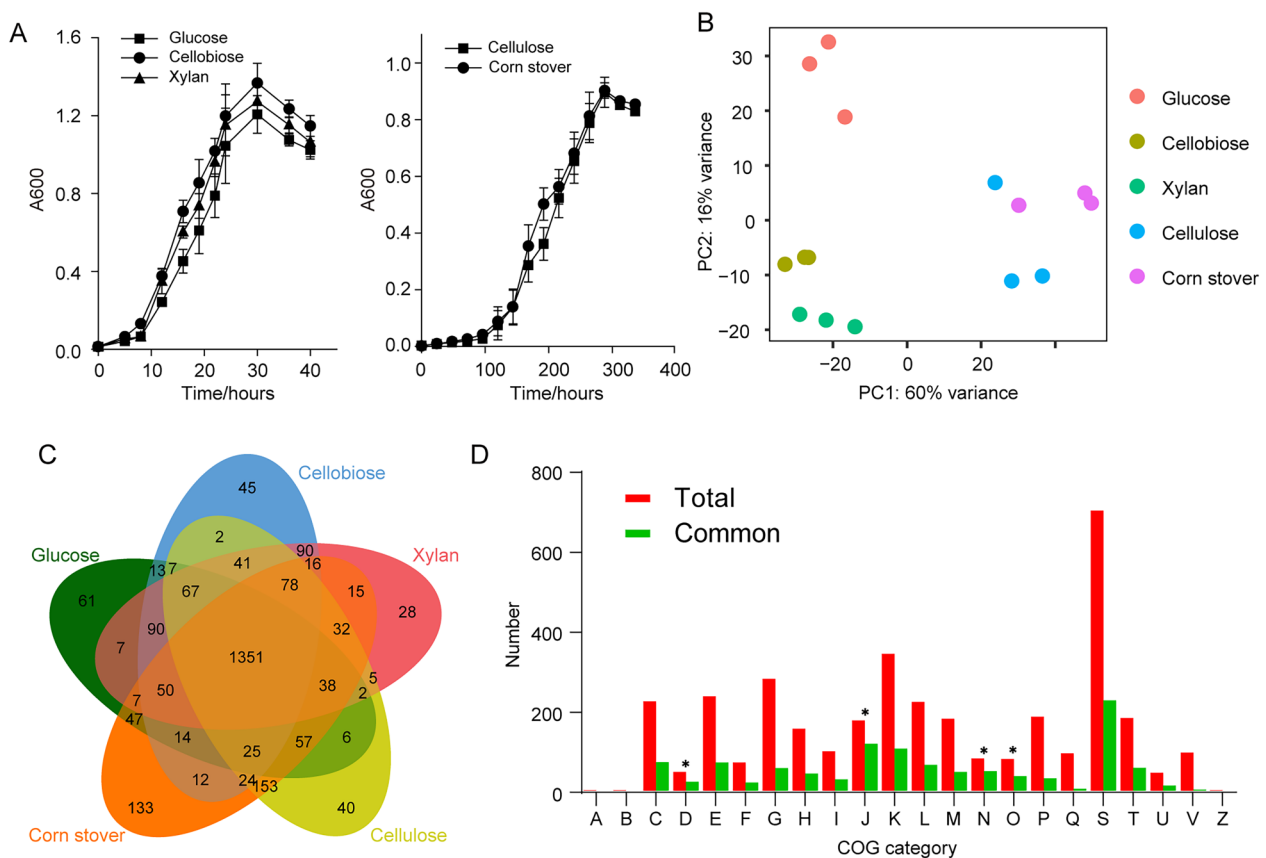 A
1.6
1.2
0.8
0.4
0.0
A600
Glucose
Cellobiose
Xylan
0
10
20
30
40
Time/hours
1.0
0.8
0.6
0.4
0.2
0.0
A600
Cellulose
Corn stover
0
100
200
300
400
Time/hours
B
30
20
10
0
−10
−20
PC2: 16% variance
−20
0
20
PC1: 60% variance
Glucose
Cellobiose
Xylan
Cellulose
Corn stover
C
Cellobiose
45
Glucose
Xylan
2
90
13
7
41
16
61
67
78
15
28
90
32
7
1351
5
50
38
2
7
47
14
57
6
25
12
24
153
133
40
Corn stover
Cellulose
D
800
600
400
200
0
Number
Total
Common
*
*
*
*
A B C D E F G H I J K L M N O P Q S T U V Z
COG category